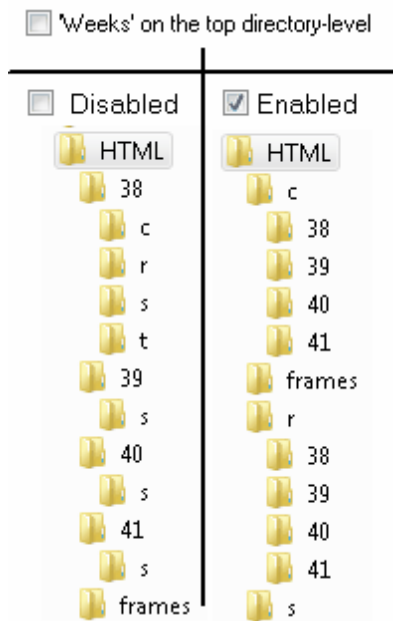 'Weeks' on the top directory-level
Disabled
HTML
38
c
r
s
t
39
s
40
s
41
s
frames
Enabled
HTML
c
38
39
40
41
frames
r
38
39
40
41
s